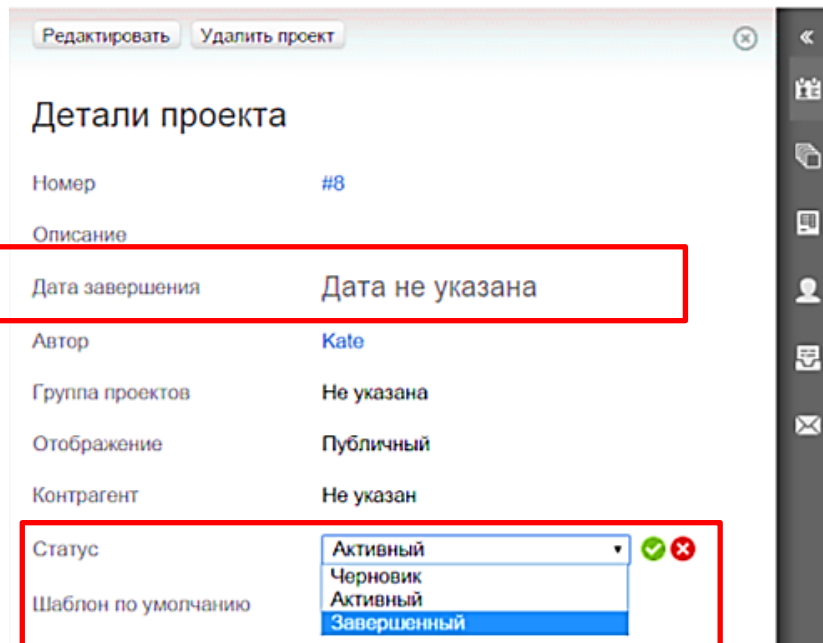 Редактировать Удалить проект
Детали проекта
Номер #8
Описание
Дата завершения Дата не указана
Автор Kate
Группа проектов Не указана
Отображение Публичный
Контрагент Не указан
Статус Активный
Черновик
Шаблон по умолчанию Активный
Завершенный